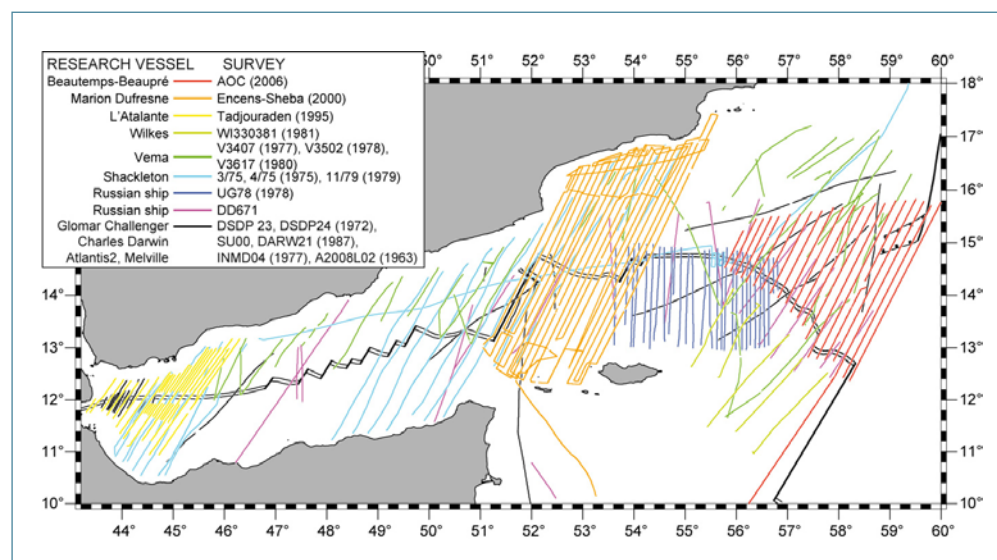 RESEARCH VESSEL SURVEY
Beautemps-Beaupré AOC (2006)
Marion Dufresne Encens-Sheba (2000)
L'Atalante Tadjouraden (1995)
Wilkes WI330381 (1981)
Vema V3407 (1977), V3502 (1978),
V3617 (1980)
Shackleton 3/75, 4/75 (1975), 11/79 (1979)
Russian ship UG78 (1978)
Russian ship DD671
Glomar Challenger DSDP 23, DSDP24 (1972),
Charles Darwin SU00, DARW21 (1987),
Atlantis2, Melville INMD04 (1977), A2008L02 (1963)
50° 51° 52° 53° 54° 55° 56° 57° 58° 59° 60°
18°
17°
16°
15°
14° 14°
13° 13°
12° 12°
11° 11°
10° 10°
44° 45° 46° 47° 48° 49° 50° 51° 52° 53° 54° 55° 56° 57° 58° 59° 60°